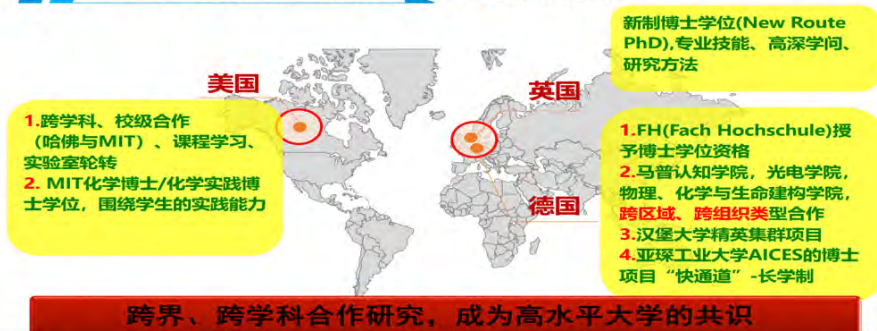 新制博士学位(New Route
PhD),专业技能、高深学问、
研究方法
美国
英国
1.跨学科、校级合作
（哈佛与MIT）、课程学习、
实验室轮转
2. MIT化学博士/化学实践博
士学位，围绕学生的实践能力
德国
1.FH(Fach Hochschule)授
予博士学位资格
2.马普认知学院，光电学院，
物理、化学与生命建构学院，
跨区域、跨组织类型合作
3.汉堡大学精英集群项目
4.亚琛工业大学AICES的博士
项目“快通道”-长学制
跨界、跨学科合作研究，成为高水平大学的共识